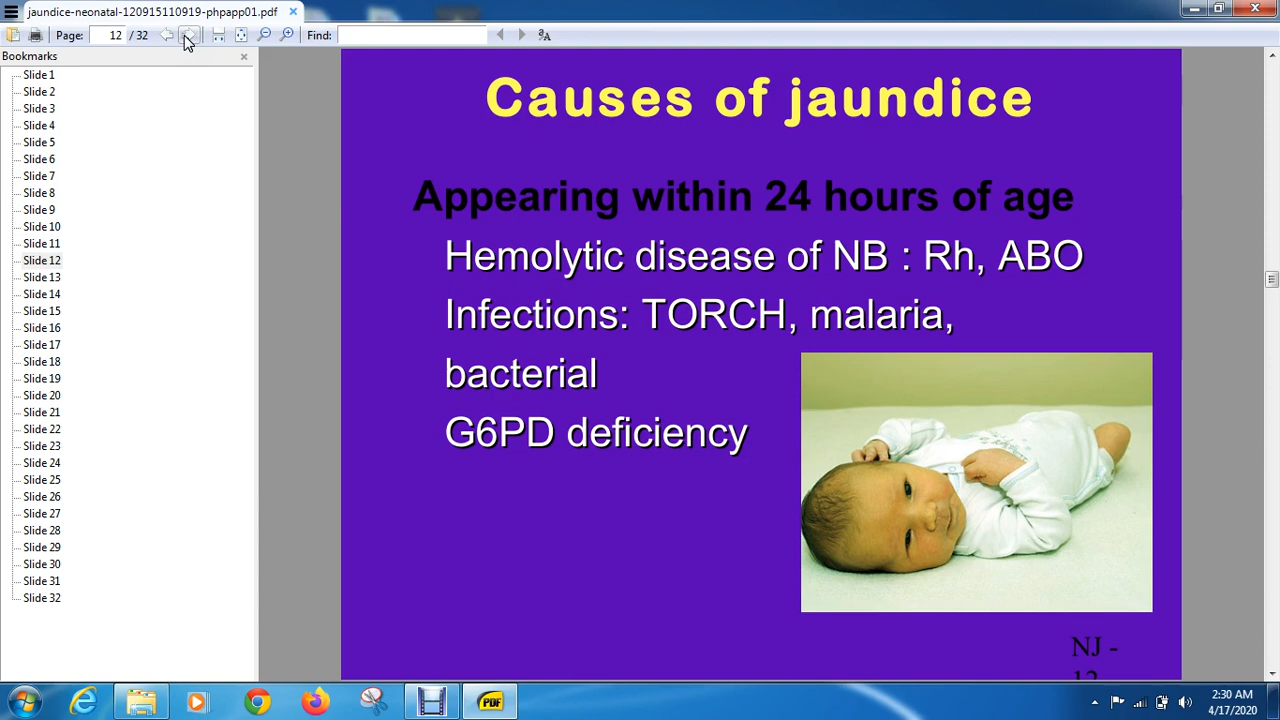 jaundice-neonatal-120915110919-phpapp01.pdf
Page: 12 / 32 Find:
Bookmarks
Slide 1
Slide 2
Slide 3
Slide 4
Slide 5
Slide 6
Slide 7
Slide 8
Slide 9
Slide 10
Slide 11
Slide 12
Slide 13
Slide 14
Slide 15
Slide 16
Slide 17
Slide 18
Slide 19
Slide 20
Slide 21
Slide 22
Slide 23
Slide 24
Slide 25
Slide 26
Slide 27
Slide 28
Slide 29
Slide 30
Slide 31
Slide 32
Causes of jaundice
Appearing within 24 hours of age
Hemolytic disease of NB : Rh, ABO
Infections: TORCH, malaria,
bacterial
G6PD deficiency
NJ -
12
PDF
2:30 AM
4/17/2020